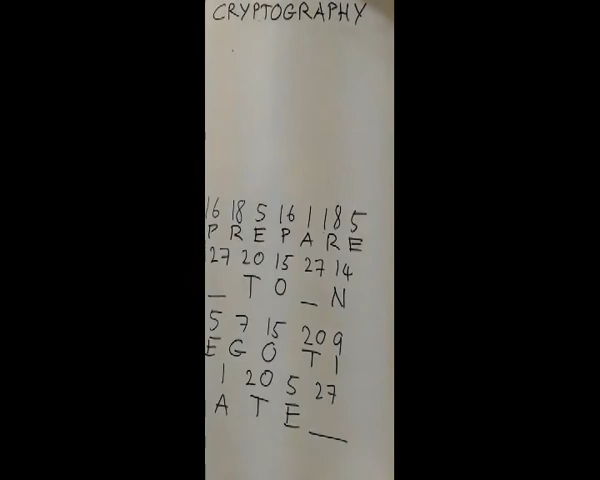 CRYPTOGRAPHY
16 18 5 16 1 18 5
P R E P A R E
27 20 15 27 14
_ T O _ N
5 7 15 20 9
E G O T I
1 20 5 27
A T E _